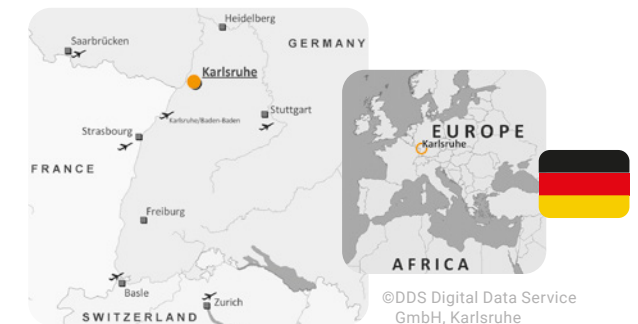 Heidelberg
Saarbrücken
GERMANY
Karlsruhe
Stuttgart
Karlsruhe/Baden-Baden
Strasbourg
FRANCE
Freiburg
Basle
Zurich
SWITZERLAND
EUROPE
Karlsruhe
AFRICA
©DDS Digital Data Service
GmbH, Karlsruhe